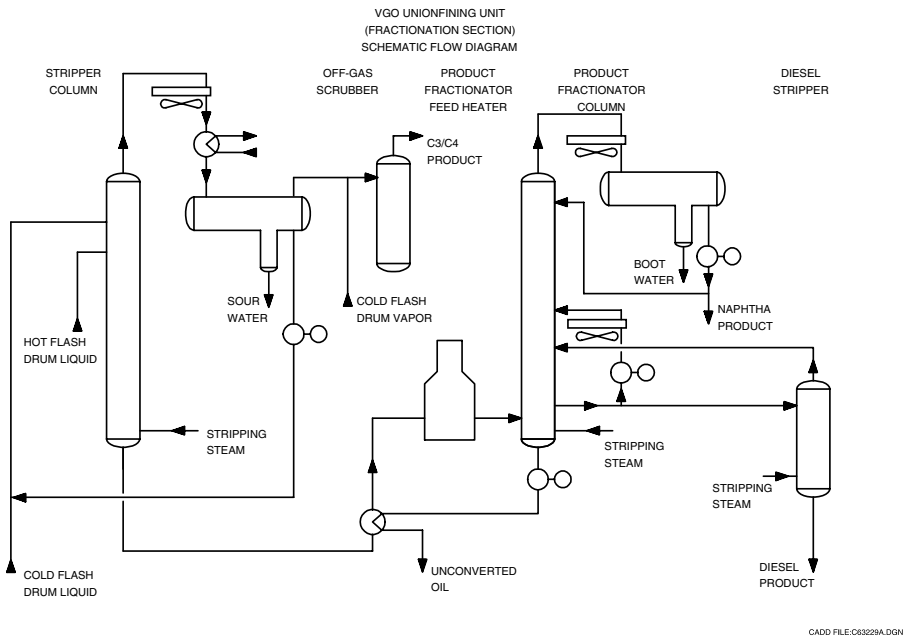 VGO UNIONFINING UNIT
(FRACTIONATION SECTION)
SCHEMATIC FLOW DIAGRAM
STRIPPER
COLUMN
OFF-GAS
SCRUBBER
PRODUCT
FRACTIONATOR
FEED HEATER
PRODUCT
FRACTIONATOR
COLUMN
DIESEL
STRIPPER
C3/C4
PRODUCT
BOOT
WATER
SOUR
WATER
COLD FLASH
DRUM VAPOR
NAPHTHA
PRODUCT
HOT FLASH
DRUM LIQUID
STRIPPING
STEAM
STRIPPING
STEAM
STRIPPING
STEAM
COLD FLASH
DRUM LIQUID
UNCONVERTED
OIL
DIESEL
PRODUCT
CADD FILE:C63229A.DGN